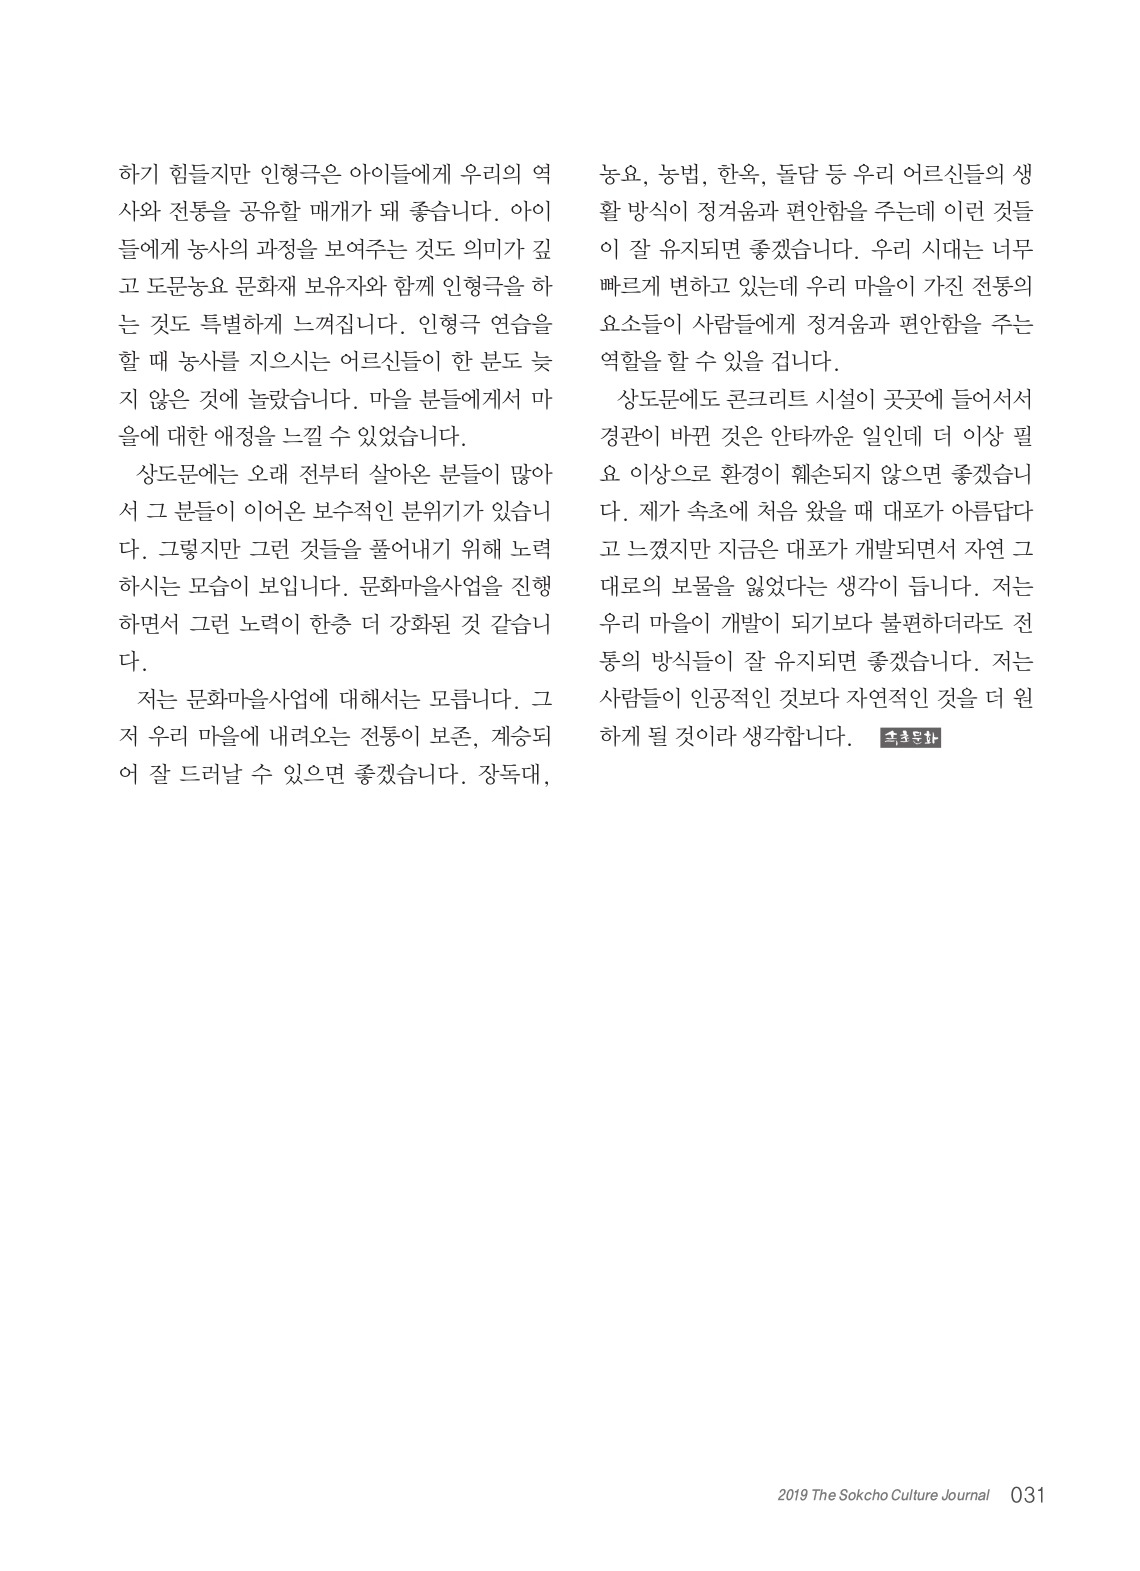 하기 힘들지만 인형극은 아이들에게 우리의 역
사와 전통을 공유할 매개가 돼 좋습니다. 아이
들에게 농사의 과정을 보여주는 것도 의미가 깊
고 도문농요 문화재 보유자와 함께 인형극을 하
는 것도 특별하게 느껴집니다. 인형극 연습을
할 때 농사를 지으시는 어르신들이 한 분도 늦
지 않은 것에 놀랐습니다. 마을 분들에게서 마
을에 대한 애정을 느낄 수 있었습니다.
상도문에는 오래 전부터 살아온 분들이 많아
서 그 분들이 이어온 보수적인 분위기가 있습니
다. 그렇지만 그런 것들을 풀어내기 위해 노력
하시는 모습이 보입니다. 문화마을사업을 진행
하면서 그런 노력이 한층 더 강화된 것 같습니
다.
저는 문화마을사업에 대해서는 모릅니다. 그
저 우리 마을에 내려오는 전통이 보존, 계승되
어 잘 드러날 수 있으면 좋겠습니다. 장독대,
농요, 농법, 한옥, 돌담 등 우리 어르신들의 생
활 방식이 정겨움과 편안함을 주는데 이런 것들
이 잘 유지되면 좋겠습니다. 우리 시대는 너무
빠르게 변하고 있는데 우리 마을이 가진 전통의
요소들이 사람들에게 정겨움과 편안함을 주는
역할을 할 수 있을 겁니다.
상도문에도 콘크리트 시설이 곳곳에 들어서서
경관이 바뀐 것은 안타까운 일인데 더 이상 필
요 이상으로 환경이 훼손되지 않으면 좋겠습니
다. 제가 속초에 처음 왔을 때 대포가 아름답다
고 느꼈지만 지금은 대포가 개발되면서 자연 그
대로의 보물을 잃었다는 생각이 듭니다. 저는
우리 마을이 개발이 되기보다 불편하더라도 전
통의 방식들이 잘 유지되면 좋겠습니다. 저는
사람들이 인공적인 것보다 자연적인 것을 더 원
하게 될 것이라 생각합니다. 속초문화
2019 The Sokcho Culture Journal 031